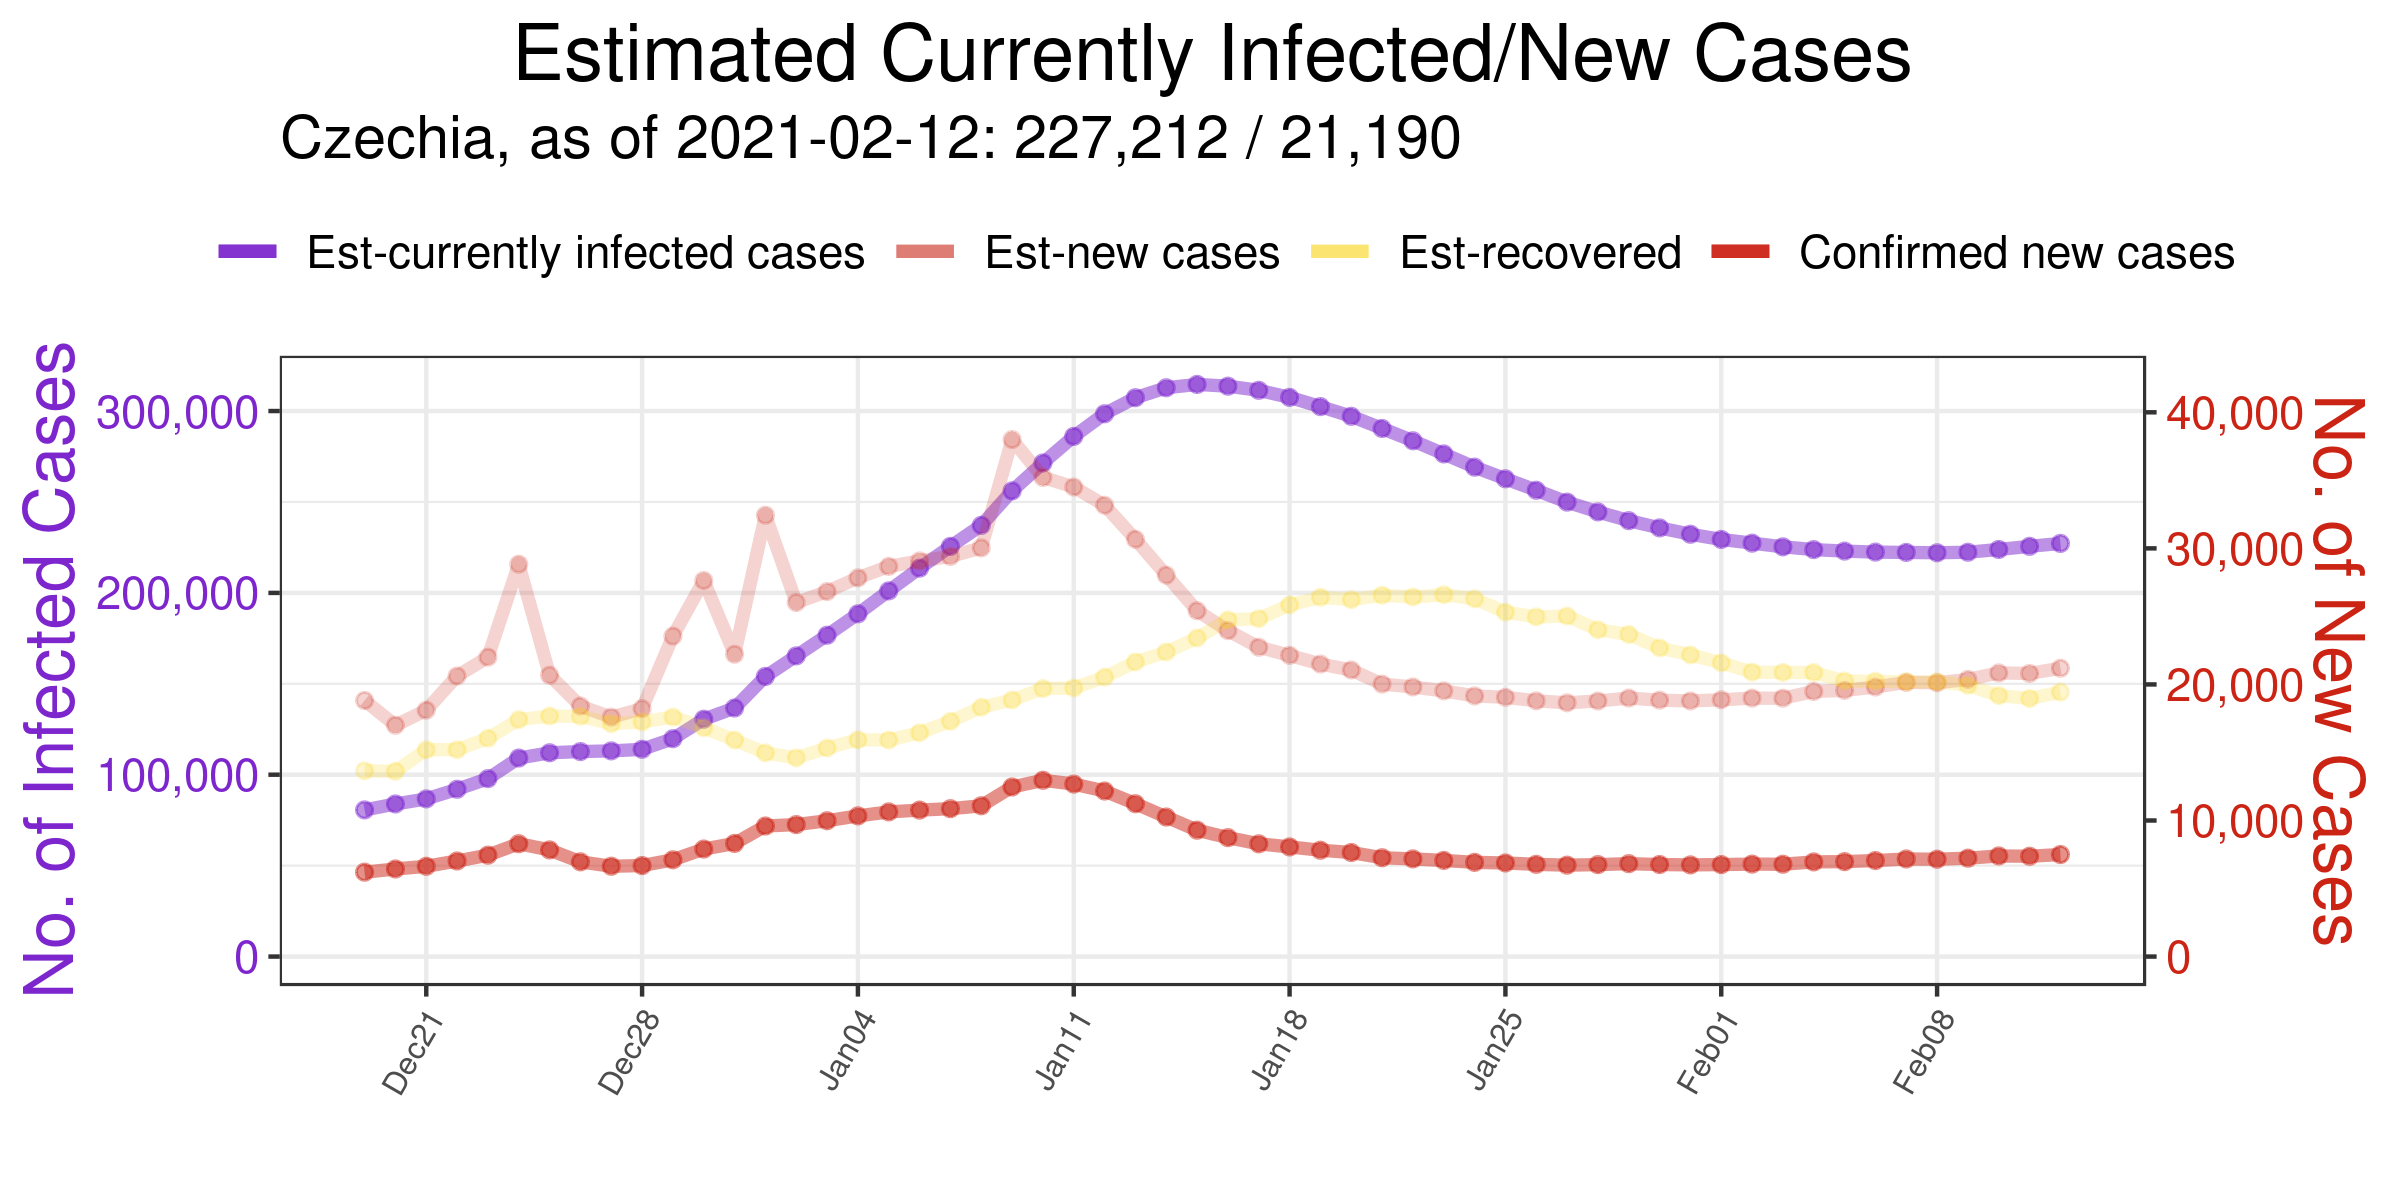 Estimated Currently Infected/New Cases
Czechia, as of 2021-02-12: 227,212 / 21,190
Est-currently infected cases Est-new cases Est-recovered Confirmed new cases
No. of Infected Cases
300,000
200,000
100,000
0
40,000
30,000
20,000
10,000
0
No. of New Cases
Dec21 Dec28 Jan04 Jan11 Jan18 Jan25 Feb01 Feb08